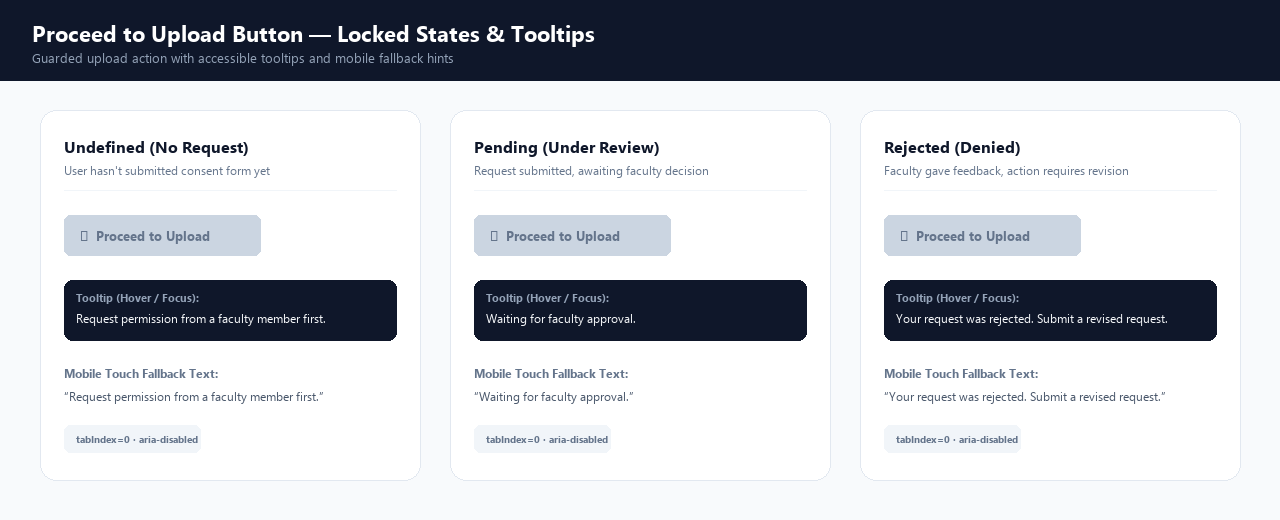 Proceed to Upload Button — Locked States & Tooltips
Guarded upload action with accessible tooltips and mobile fallback hints
Undefined (No Request)
User hasn't submitted consent form yet
Proceed to Upload
Tooltip (Hover / Focus):
Request permission from a faculty member first.
Mobile Touch Fallback Text:
“Request permission from a faculty member first.”
tabIndex=0 · aria-disabled
Pending (Under Review)
Request submitted, awaiting faculty decision
Proceed to Upload
Tooltip (Hover / Focus):
Waiting for faculty approval.
Mobile Touch Fallback Text:
“Waiting for faculty approval.”
tabIndex=0 · aria-disabled
Rejected (Denied)
Faculty gave feedback, action requires revision
Proceed to Upload
Tooltip (Hover / Focus):
Your request was rejected. Submit a revised request.
Mobile Touch Fallback Text:
“Your request was rejected. Submit a revised request.”
tabIndex=0 · aria-disabled